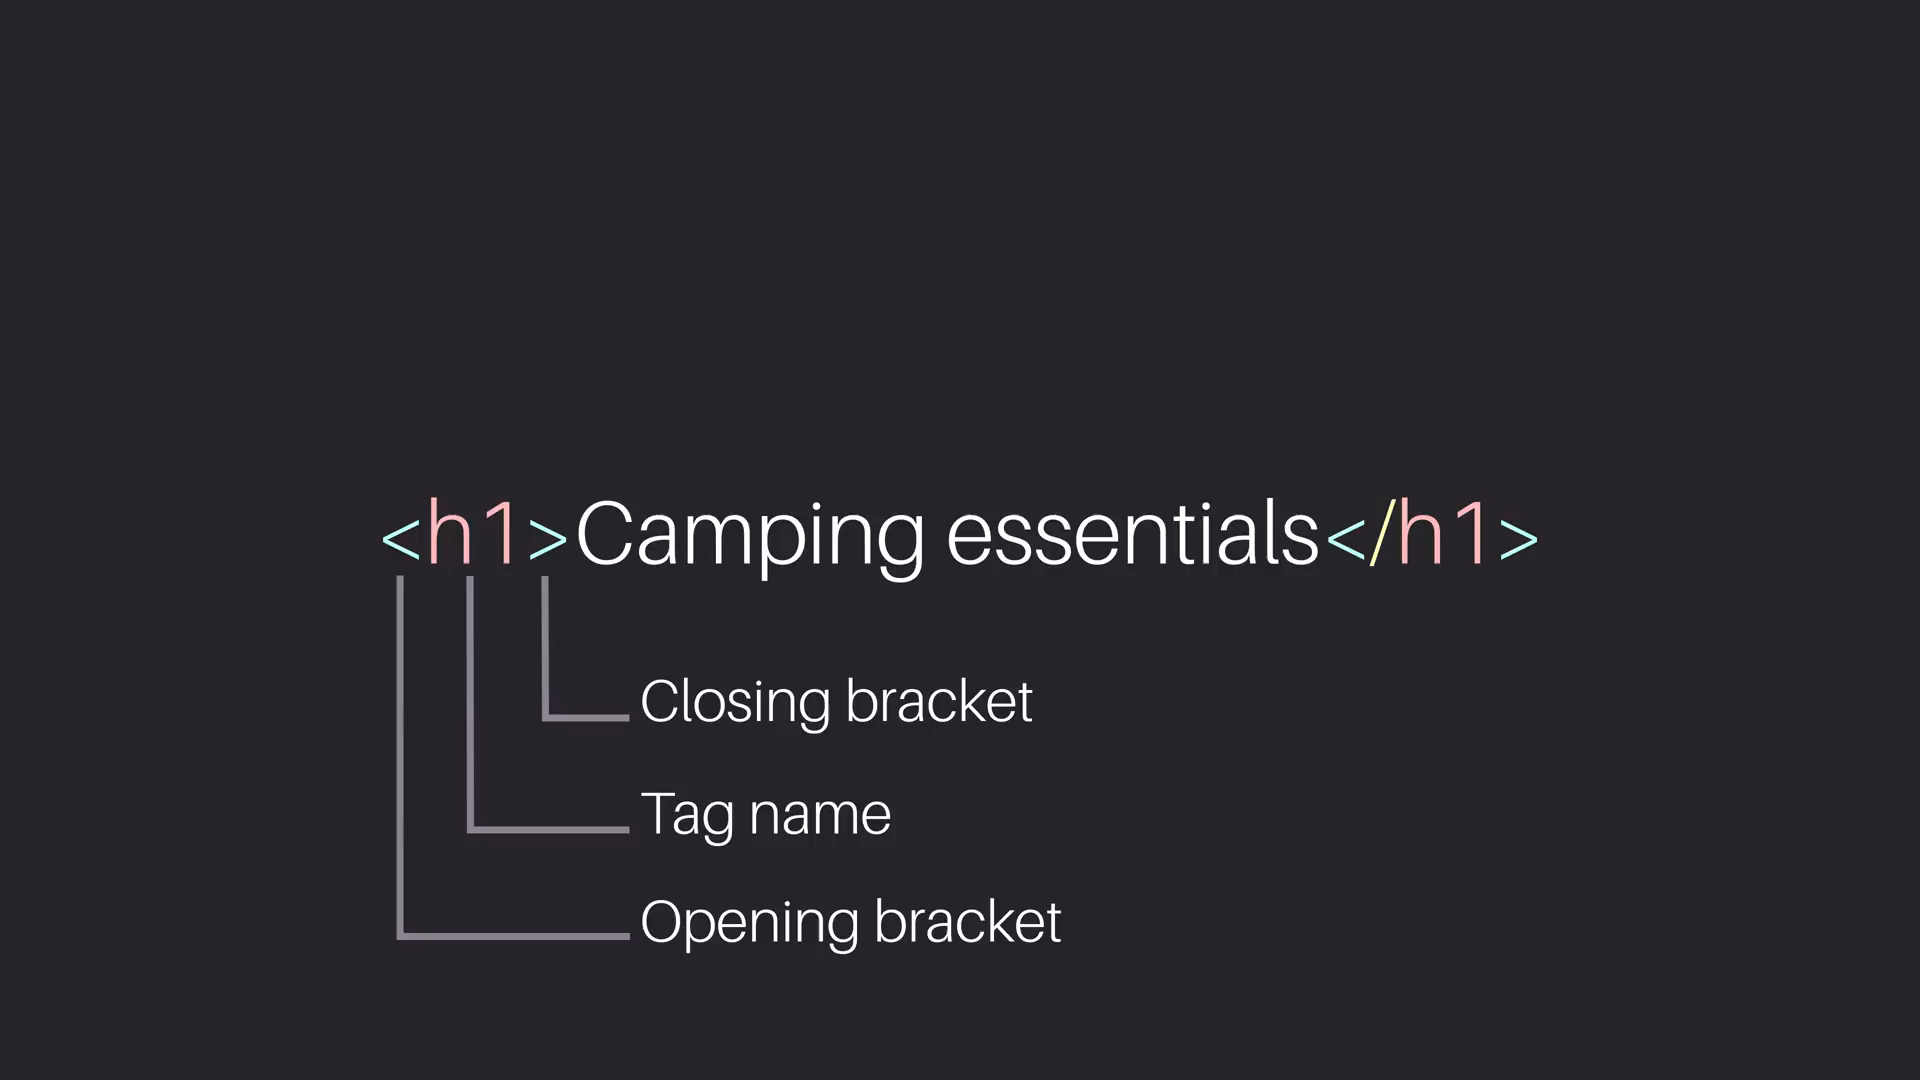 <h1>Camping essentials</h1>
Closing bracket
Tag name
Opening bracket